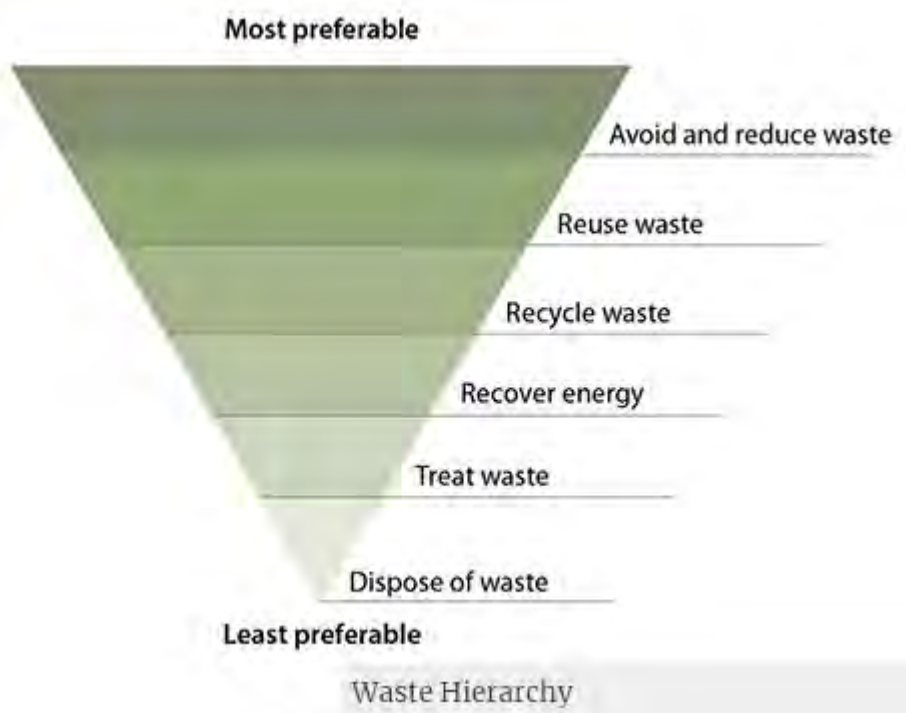 Most preferable
Avoid and reduce waste
Reuse waste
Recycle waste
Recover energy
Treat waste
Dispose of waste
Least preferable
Waste Hierarchy